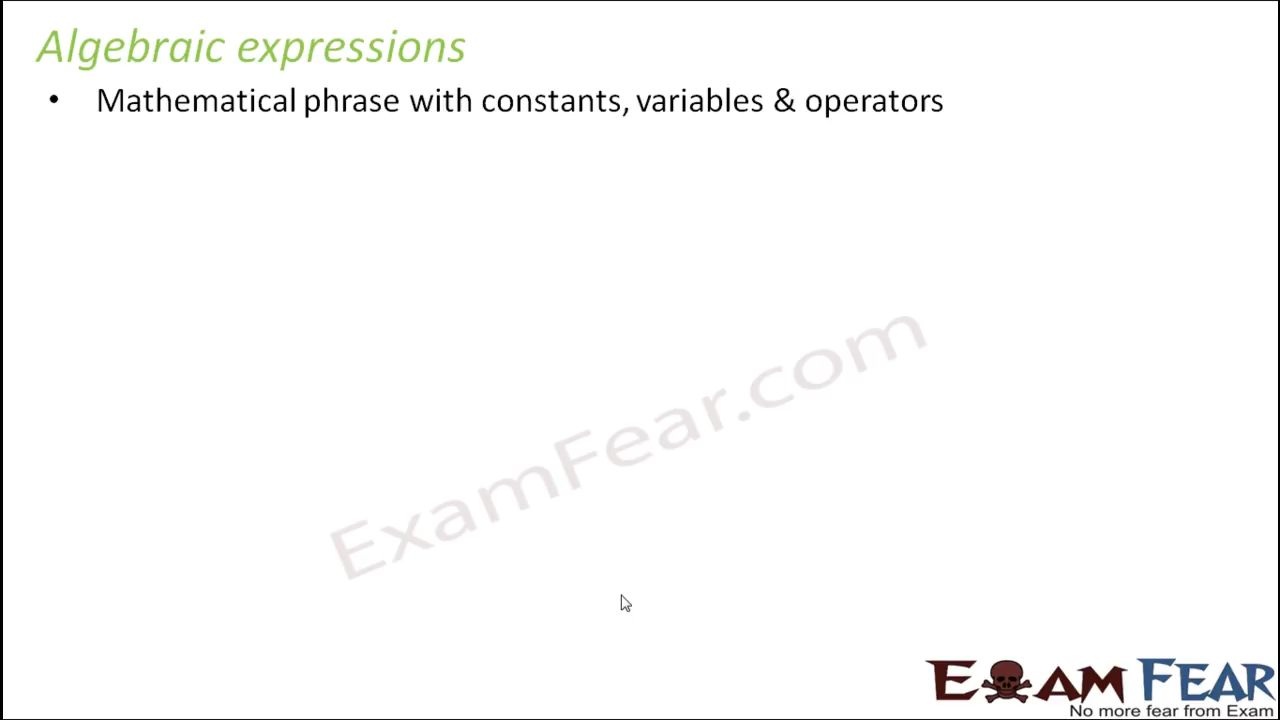 Algebraic expressions
• Mathematical phrase with constants, variables & operators
ExamFear.com
EXAM FEAR
No more fear from Exam